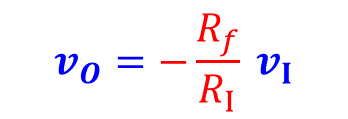 v_O = − R_f / R_I v_I